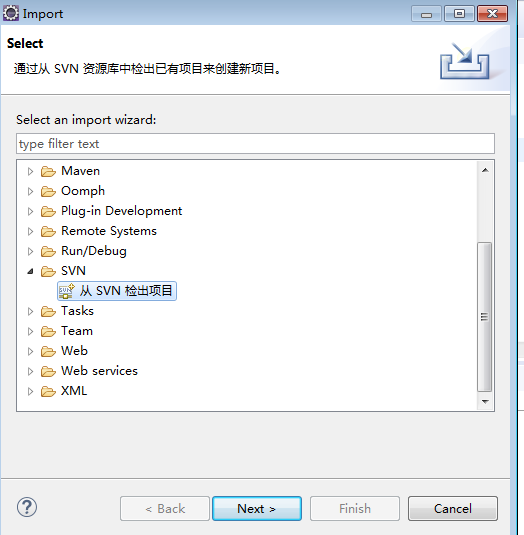 Import
Select
通过从 SVN 资源库中检出已有项目来创建新项目。
Select an import wizard:
type filter text
Maven
Oomph
Plug-in Development
Remote Systems
Run/Debug
SVN
从 SVN 检出项目
Tasks
Team
Web
Web services
XML
< Back
Next >
Finish
Cancel